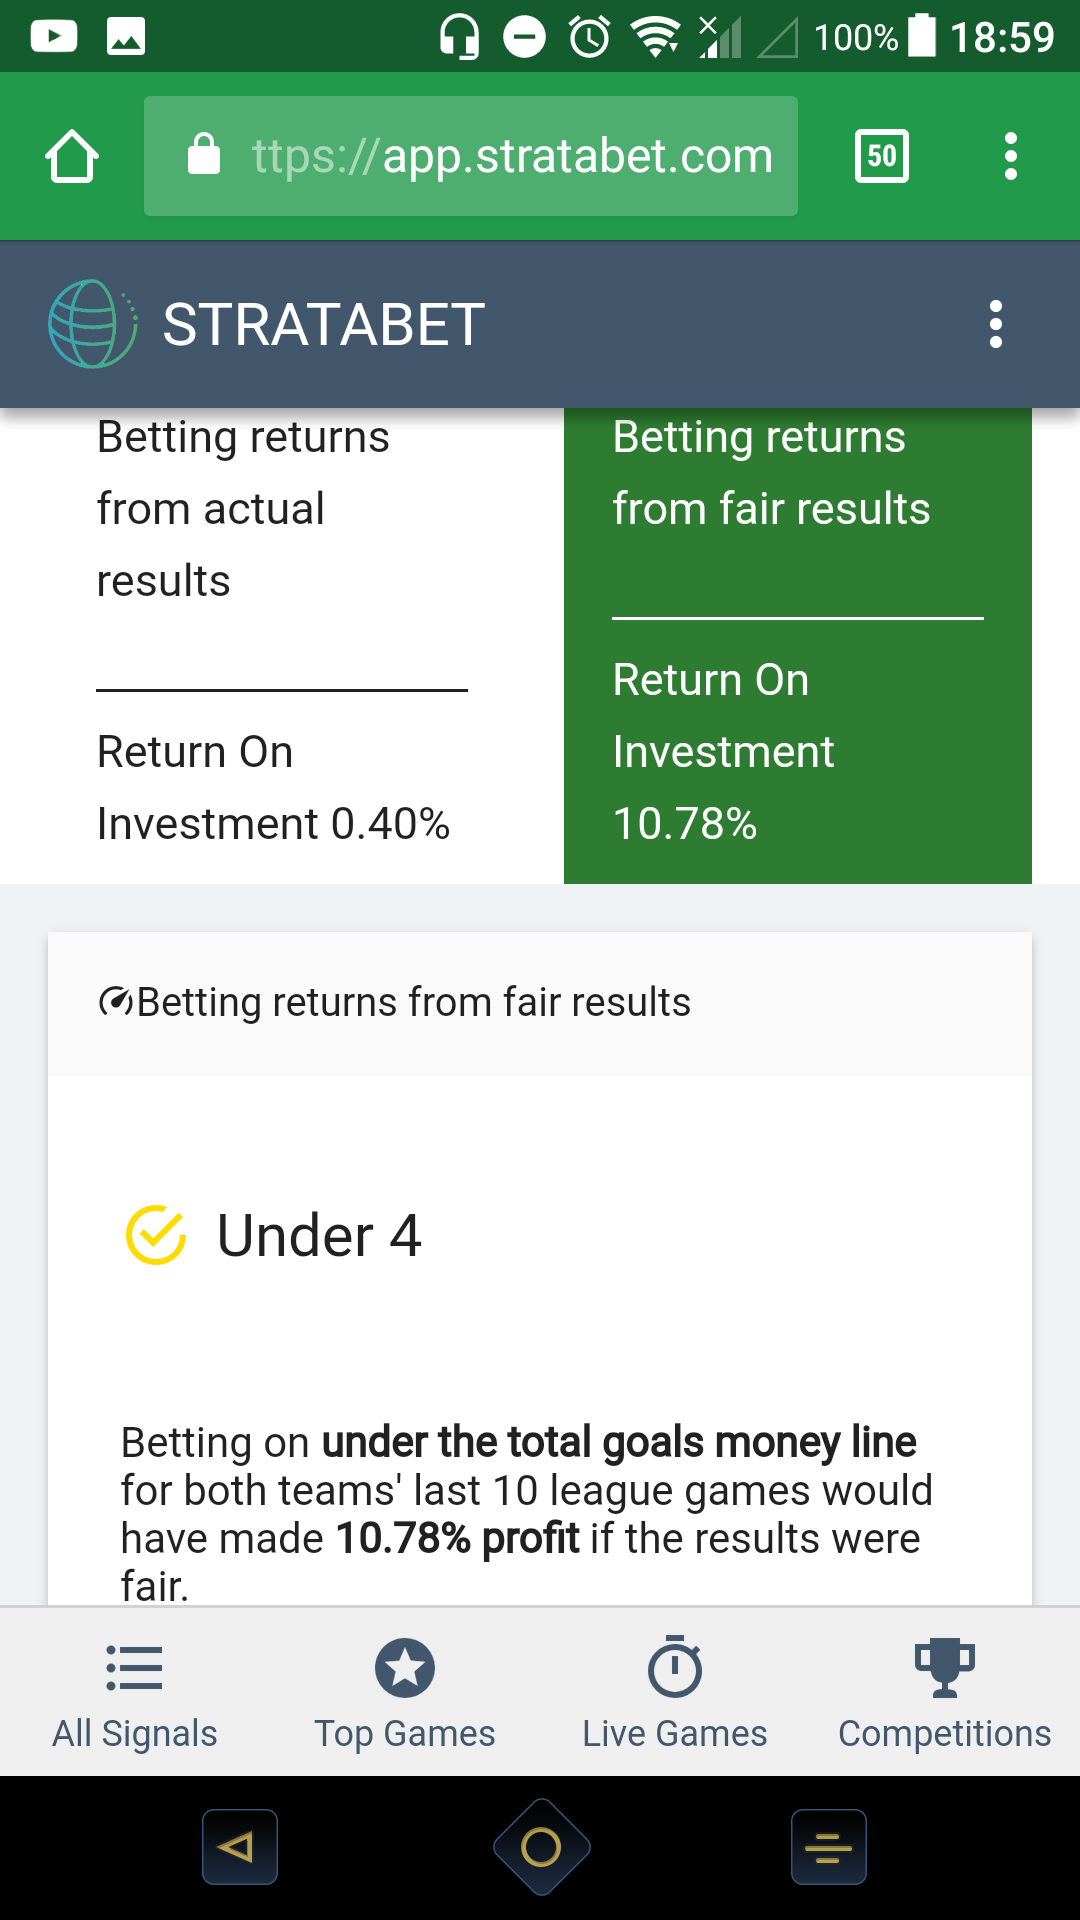 100% 18:59
ttps://app.stratabet.com
50
STRATABET
Betting returns
from actual
results
Return On
Investment 0.40%
Betting returns
from fair results
Return On
Investment
10.78%
Betting returns from fair results
Under 4
Betting on under the total goals money line
for both teams' last 10 league games would
have made 10.78% profit if the results were
fair.
All Signals
Top Games
Live Games
Competitions